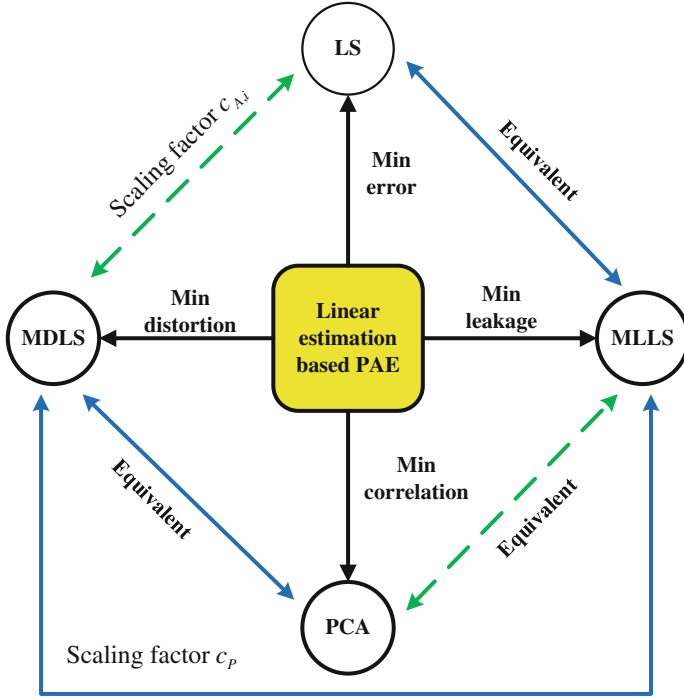 LS
Scaling factor c_{A,i}
Equivalent
Min
error
Min
distortion
Min
leakage
Linear
estimation
based PAE
MDLS
MLLS
Min
correlation
Equivalent
Equivalent
PCA
Scaling factor c_P